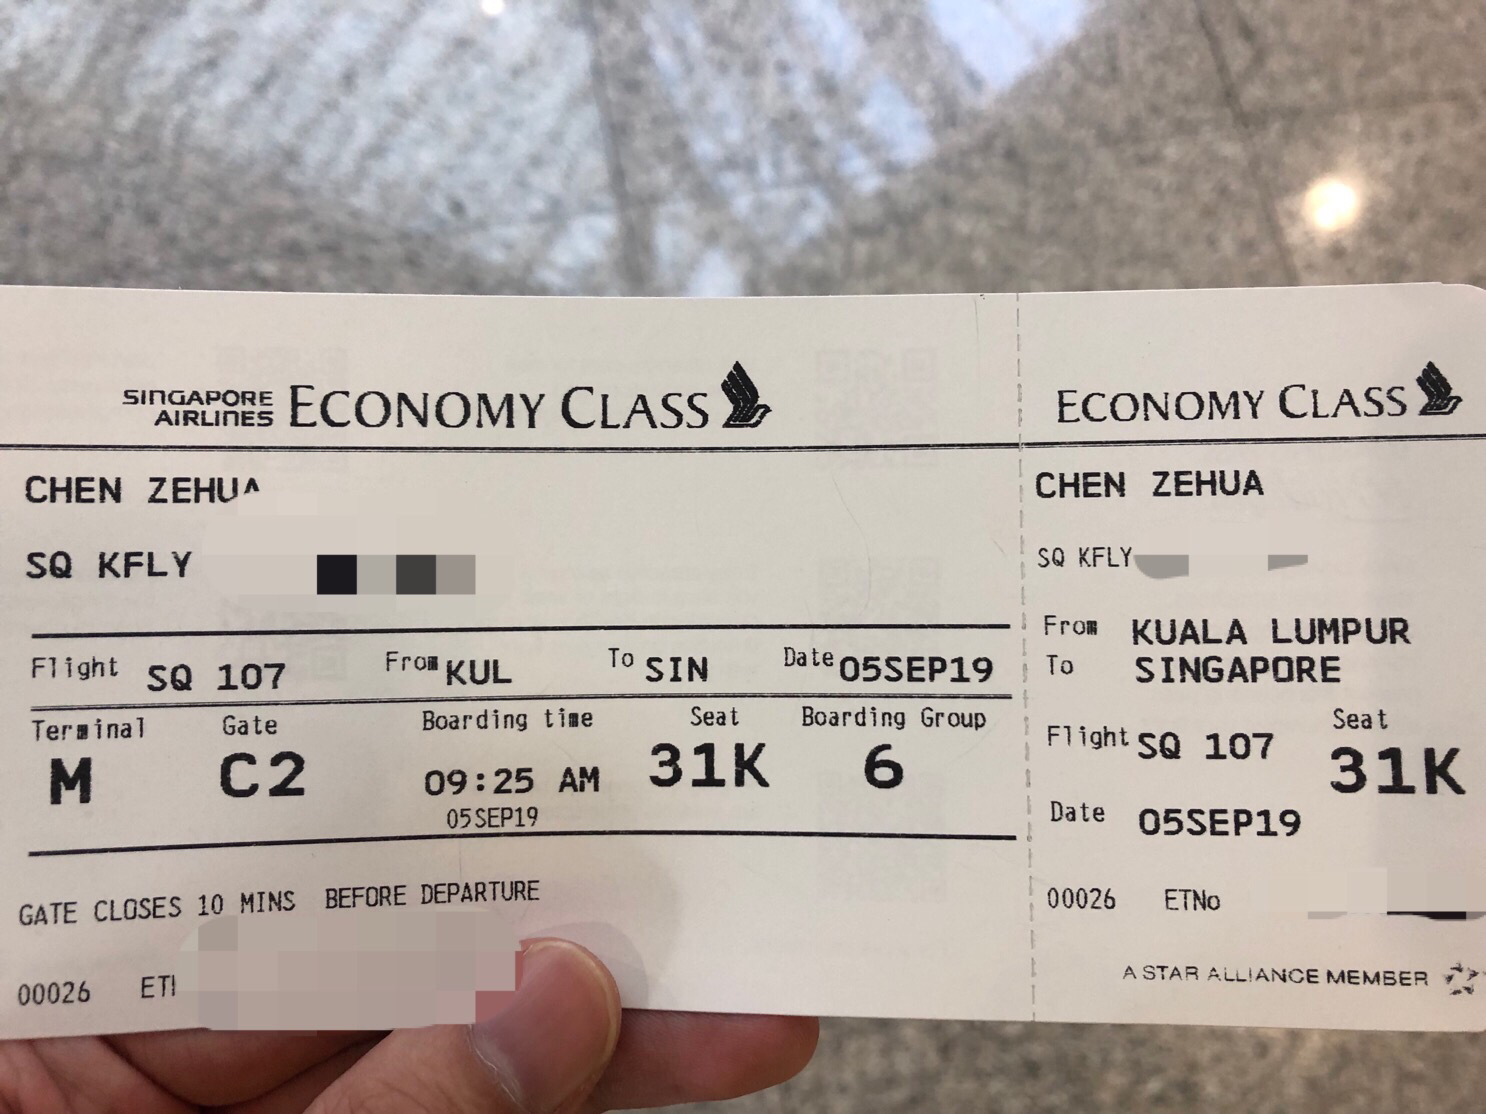 SINGAPORE
AIRLINES
ECONOMY CLASS
CHEN ZEHUA
SQ KFLY
Flight SQ 107 From KUL To SIN Date 05SEP19
Terminal Gate Boarding time Seat Boarding Group
M C2 09:25 AM 31K 6
05SEP19
GATE CLOSES 10 MINS BEFORE DEPARTURE
00026
ECONOMY CLASS
CHEN ZEHUA
SQ KFLY
From KUALA LUMPUR
To SINGAPORE
Flight SQ 107 Seat 31K
Date 05SEP19
00026 ETNo
A STAR ALLIANCE MEMBER